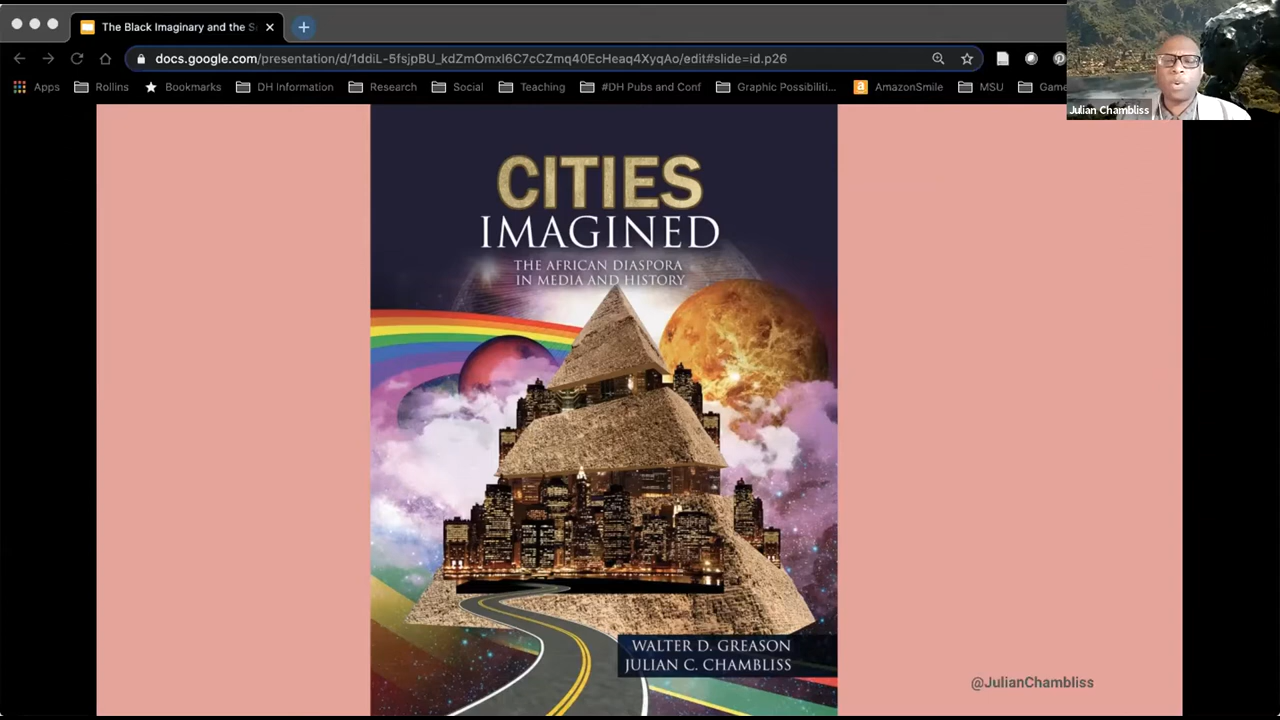 The Black Imaginary and the S
docs.google.com/presentation/d/1ddiL-5fsjpBU_kdZmOmxI6C7cCZmq40EcHeaq4XyqAo/edit#slide=id.p26
Apps Rollins Bookmarks DH Information Research Social Teaching #DH Pubs and Conf Graphic Possibiliti... AmazonSmile MSU Game
Julian Chambliss
CITIES
IMAGINED
THE AFRICAN DIASPORA
IN MEDIA AND HISTORY
WALTER D. GREASON
JULIAN C. CHAMBLISS
@JulianChambliss